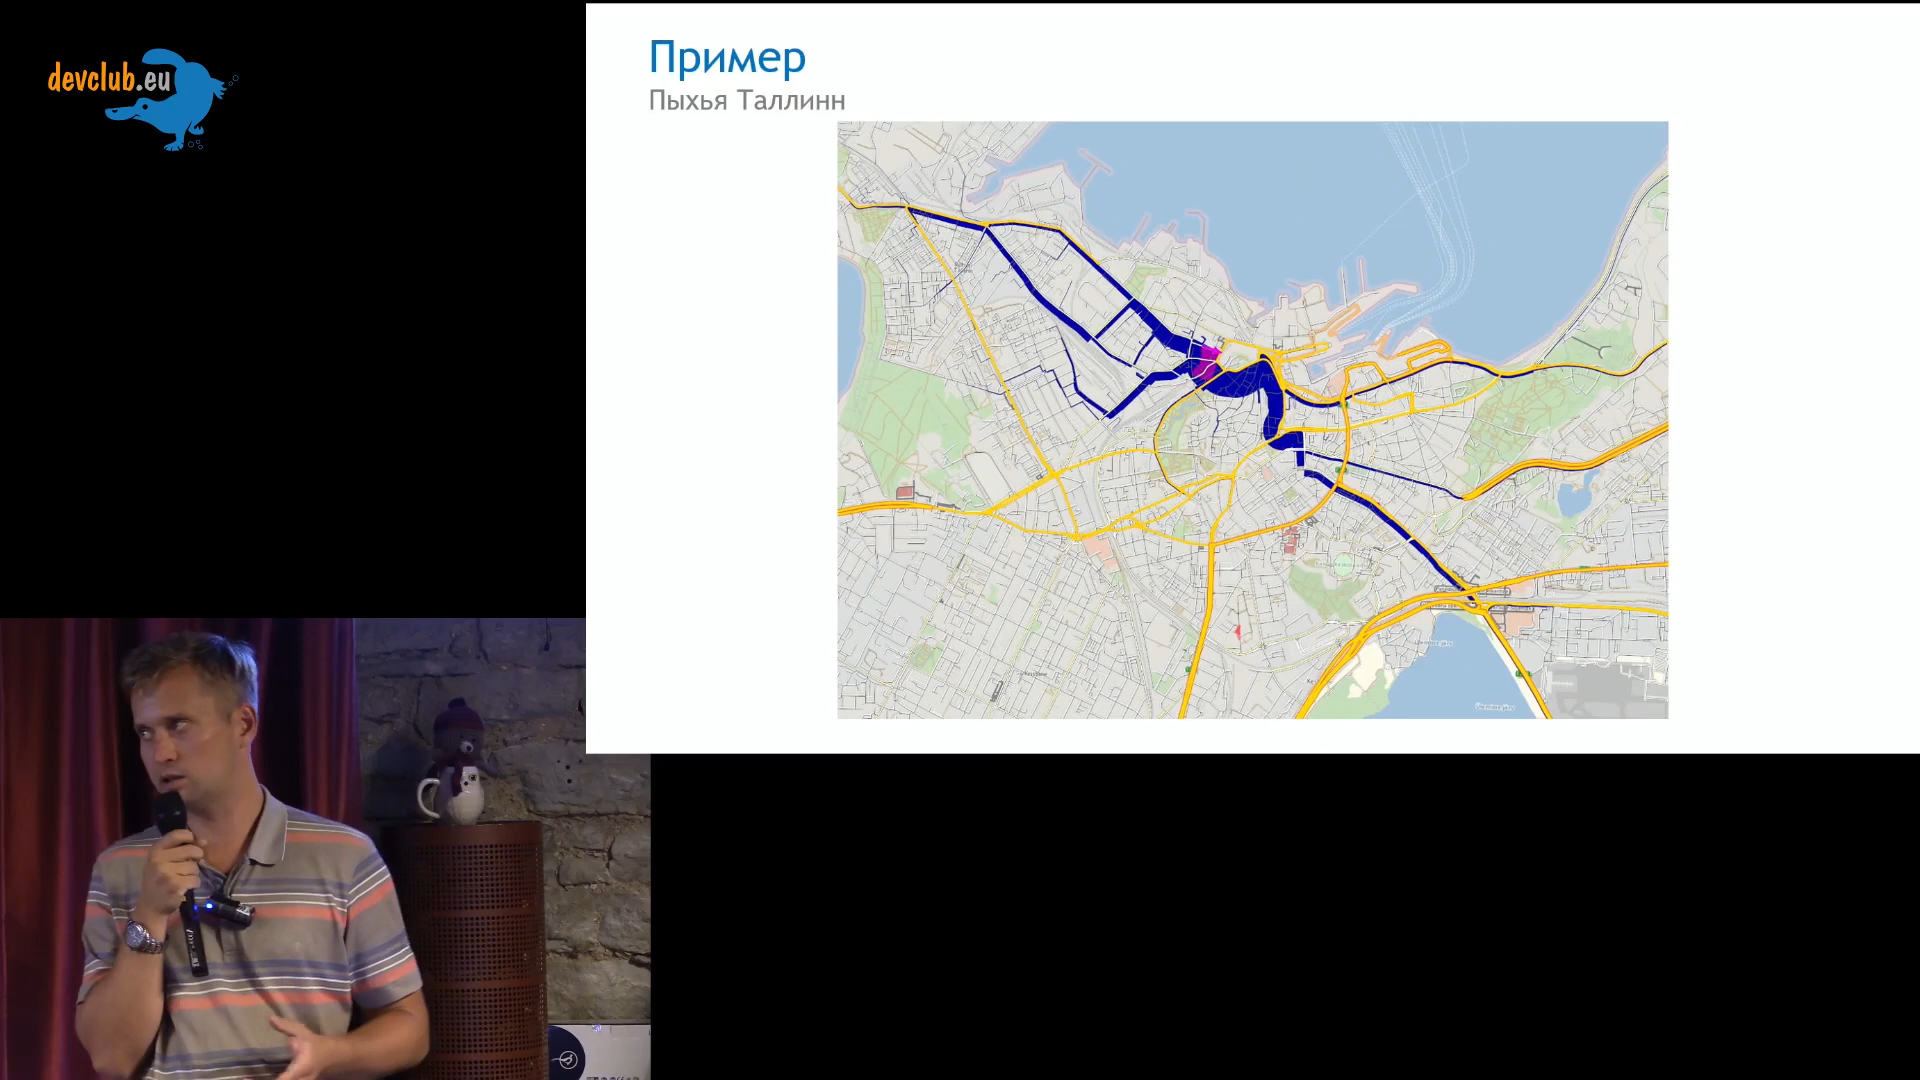 devclub.eu
Пример
Пыхья Таллинн